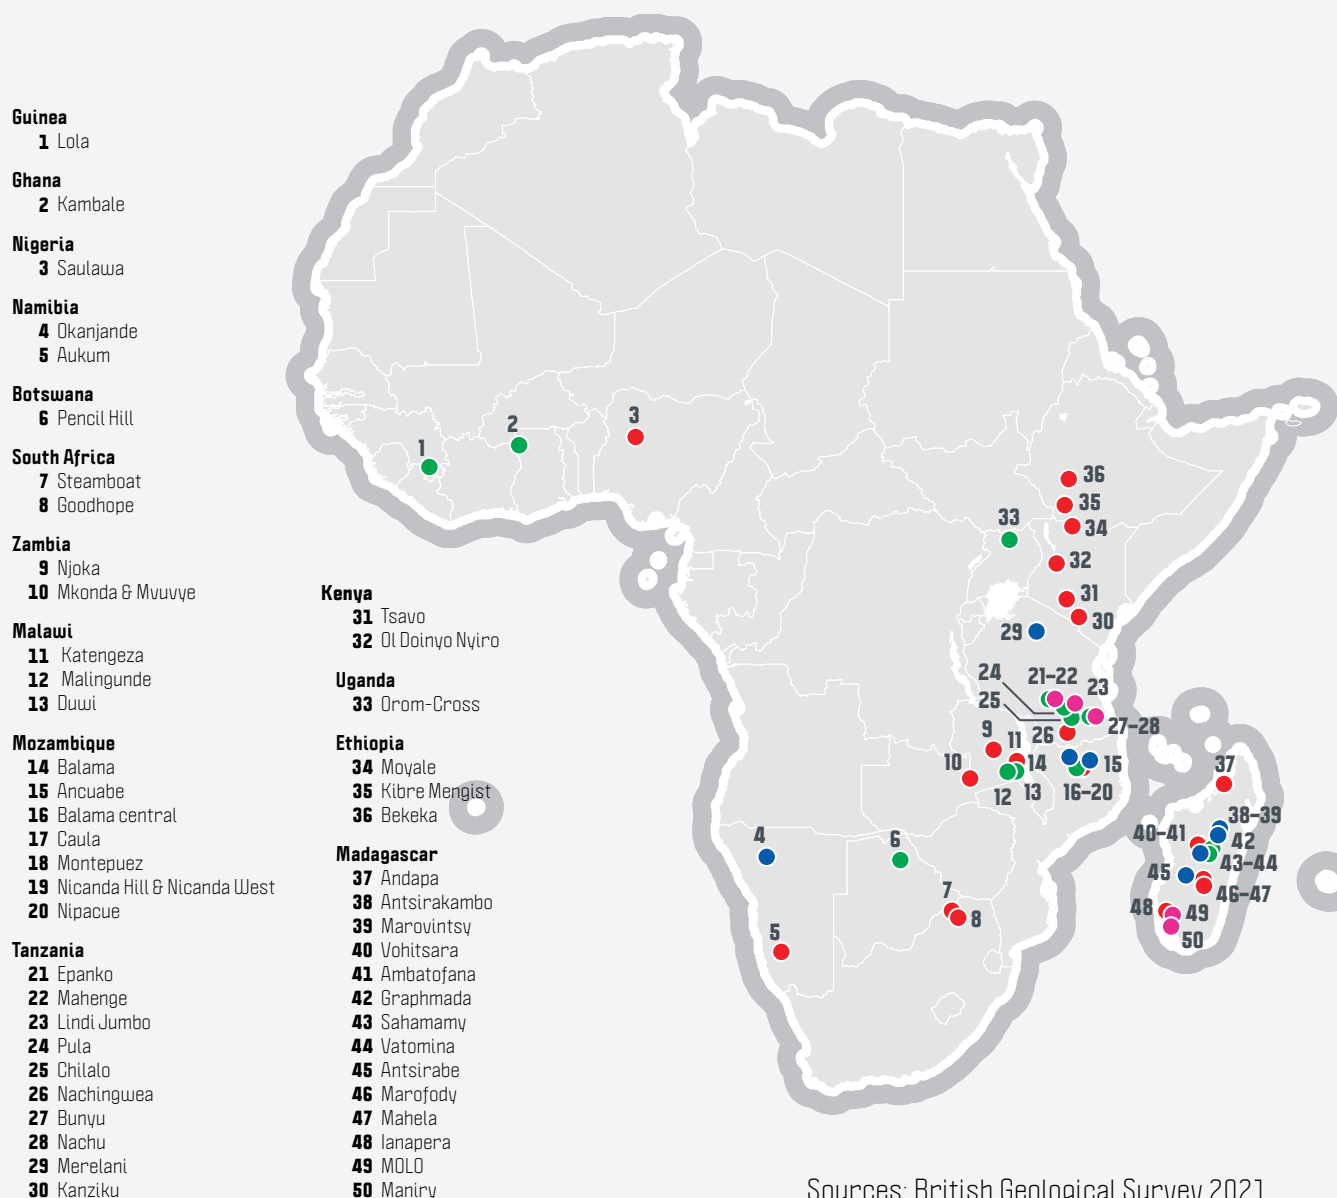 Guinea
1 Lola
Ghana
2 Kambale
Nigeria
3 Saulawa
Namibia
4 Okanjande
5 Aukum
Botswana
6 Pencil Hill
South Africa
7 Steamboat
8 Goodhope
Zambia
9 Njoka
10 Mkonda & Mvuvye
Malawi
11 Katengeza
12 Malingunde
13 Duwi
Mozambique
14 Balama
15 Ancuabe
16 Balama central
17 Caula
18 Montepuez
19 Nicanda Hill & Nicanda West
20 Nipacue
Tanzania
21 Epanko
22 Mahenge
23 Lindi Jumbo
24 Pula
25 Chilalo
26 Nachingwea
27 Bunyu
28 Nachu
29 Merelani
30 Kanziku
Kenya
31 Tsavo
32 Ol Doinyo Nyiro
Uganda
33 Orom-Cross
Ethiopia
34 Moyale
35 Kibre Mengist
36 Bekeka
Madagascar
37 Andapa
38 Antsirakambo
39 Marovintsy
40 Vohitsara
41 Ambatofana
42 Graphmada
43 Sahamamy
44 Vatomina
45 Antsirabe
46 Marofody
47 Mahela
48 Ianapera
49 MOLO
50 Maniry
1
2
3
36
35
34
33
32
31
30
29
24
21–22
23
25
27–28
26
9
11
14
15
10
12
13
16–20
37
38–39
40–41
42
43–44
45
46–47
48
49
50
4
6
7
8
5
Sources: British Geological Survey 2021